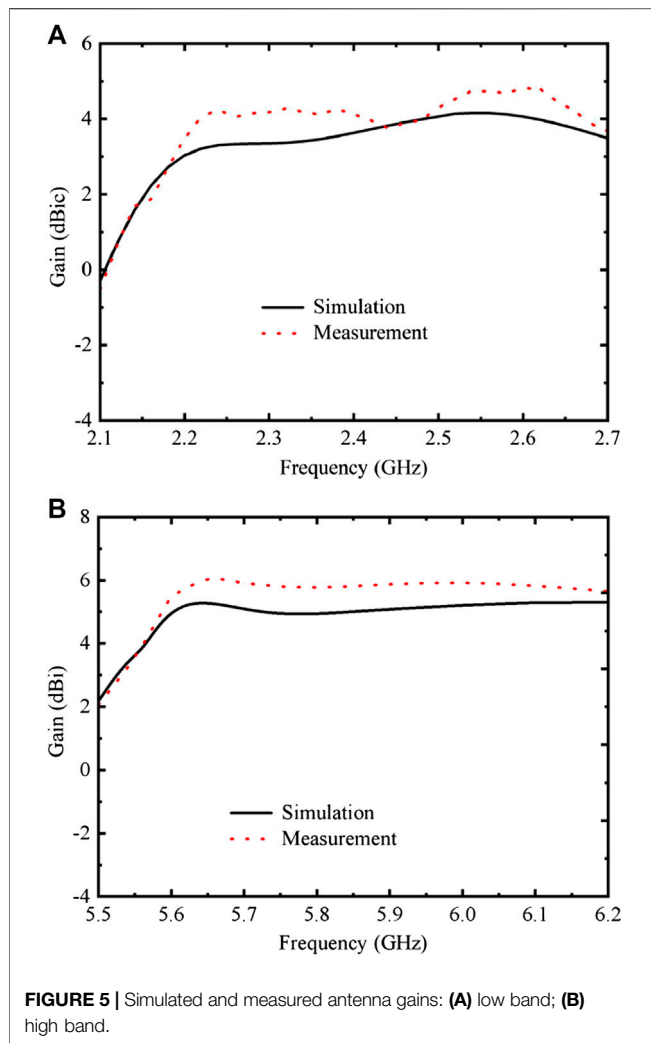 A
6
4
2
0
-2
-4
Gain (dBic)
Simulation
Measurement
2.1 2.2 2.3 2.4 2.5 2.6 2.7
Frequency (GHz)
B
8
6
4
2
0
-2
-4
Gain (dBi)
Simulation
Measurement
5.5 5.6 5.7 5.8 5.9 6.0 6.1 6.2
Frequency (GHz)
FIGURE 5 | Simulated and measured antenna gains: (A) low band; (B)
high band.